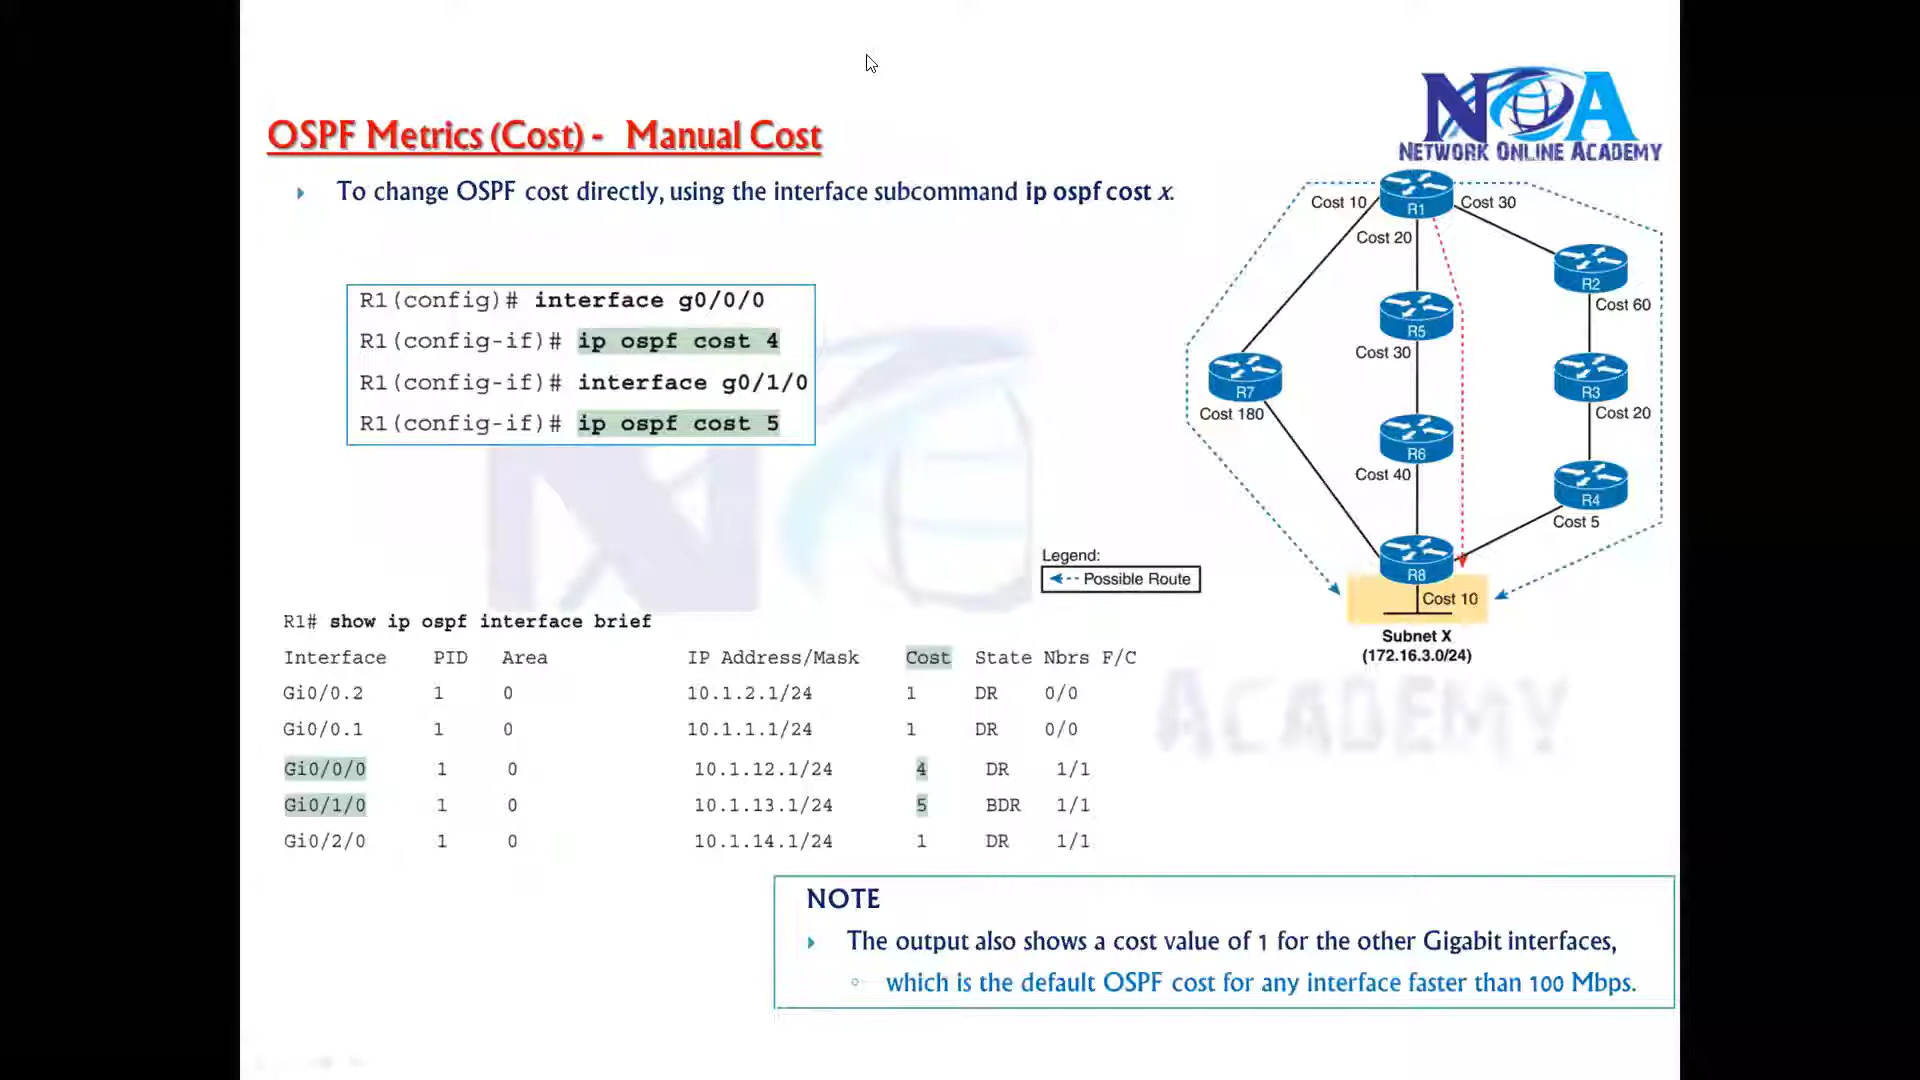 NOA
NETWORK ONLINE ACADEMY
OSPF Metrics (Cost) - Manual Cost
To change OSPF cost directly, using the interface subcommand ip ospf cost x.
R1(config)# interface g0/0/0
R1(config-if)# ip ospf cost 4
R1(config-if)# interface g0/1/0
R1(config-if)# ip ospf cost 5
Cost 10
R1
Cost 30
Cost 20
R2
Cost 60
R5
Cost 30
R7
Cost 180
R3
Cost 20
R6
Cost 40
R4
Cost 5
R8
Cost 10
Subnet X
(172.16.3.0/24)
Legend:
Possible Route
R1# show ip ospf interface brief
Interface PID Area IP Address/Mask Cost State Nbrs F/C
Gi0/0.2 1 0 10.1.2.1/24 1 DR 0/0
Gi0/0.1 1 0 10.1.1.1/24 1 DR 0/0
Gi0/0/0 1 0 10.1.12.1/24 4 DR 1/1
Gi0/1/0 1 0 10.1.13.1/24 5 BDR 1/1
Gi0/2/0 1 0 10.1.14.1/24 1 DR 1/1
ACADEMY
NOTE
The output also shows a cost value of 1 for the other Gigabit interfaces,
which is the default OSPF cost for any interface faster than 100 Mbps.